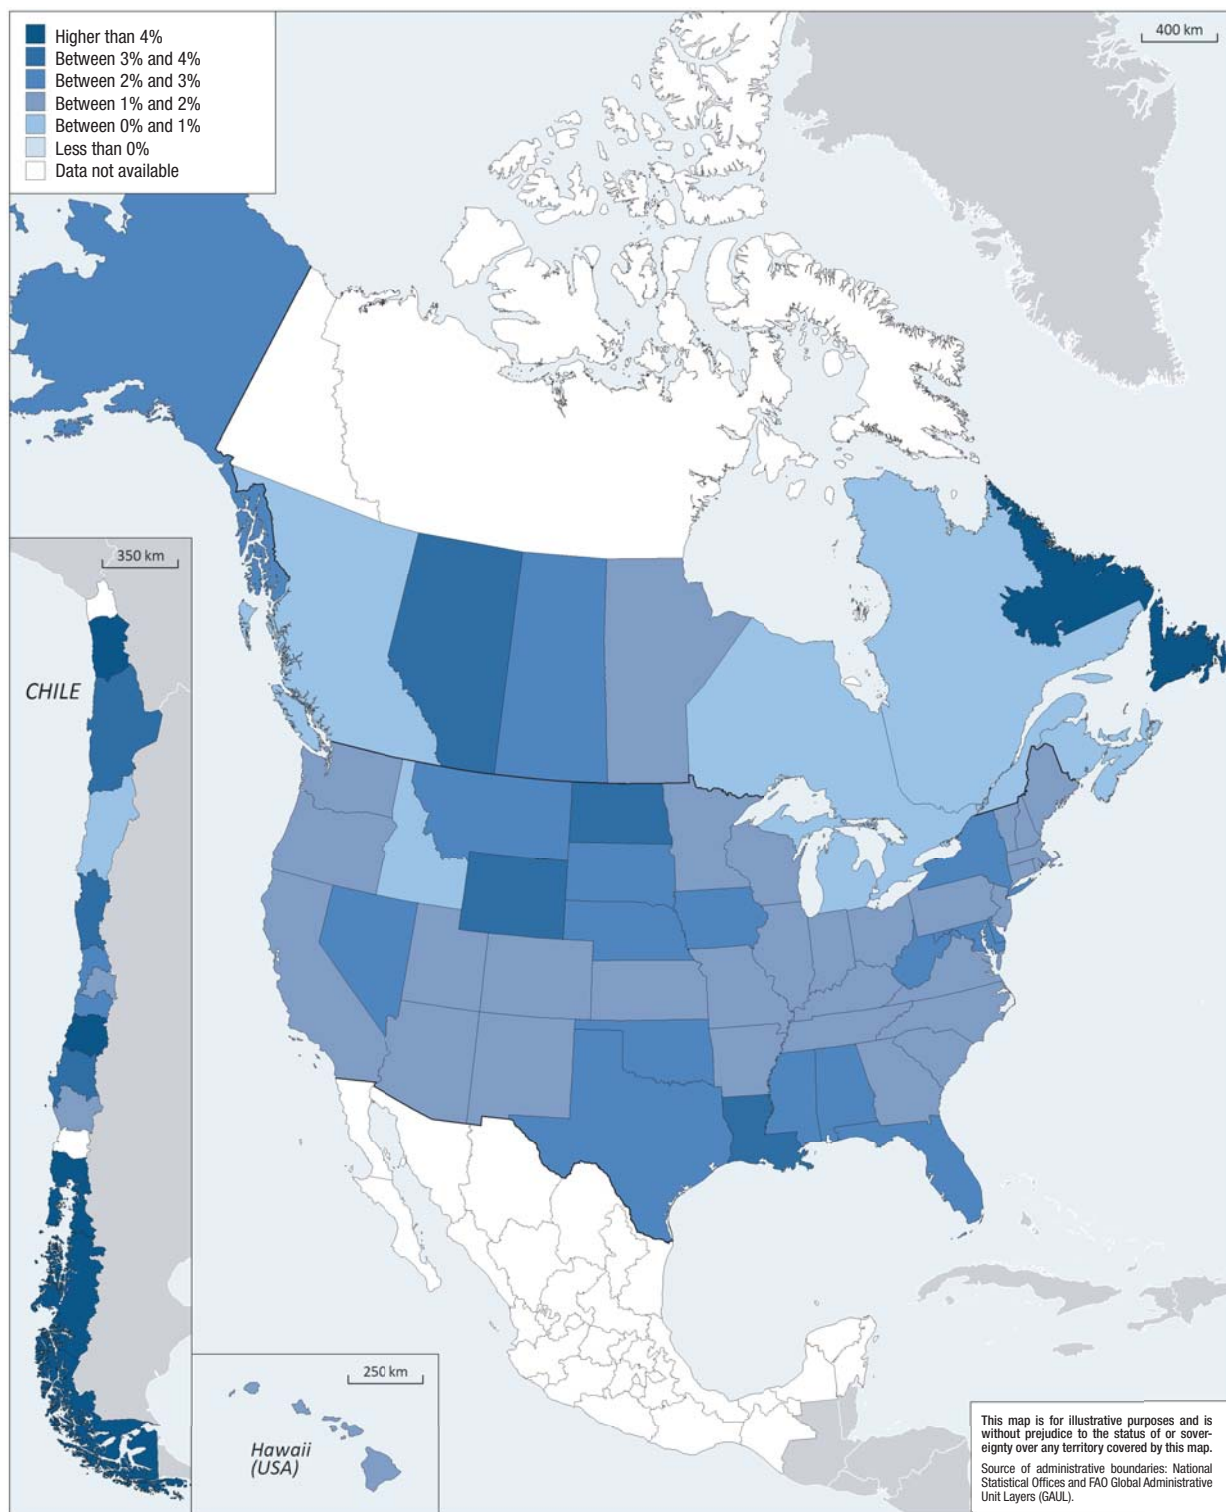 Higher than 4%
Between 3% and 4%
Between 2% and 3%
Between 1% and 2%
Between 0% and 1%
Less than 0%
Data not available
400 km
350 km
CHILE
250 km
Hawaii
(USA)
This map is for illustrative purposes and is
without prejudice to the status of or sover-
eignty over any territory covered by this map.
Source of administrative boundaries: National
Statistical Offices and FAO Global Administrative
Unit Layers (GAUL).